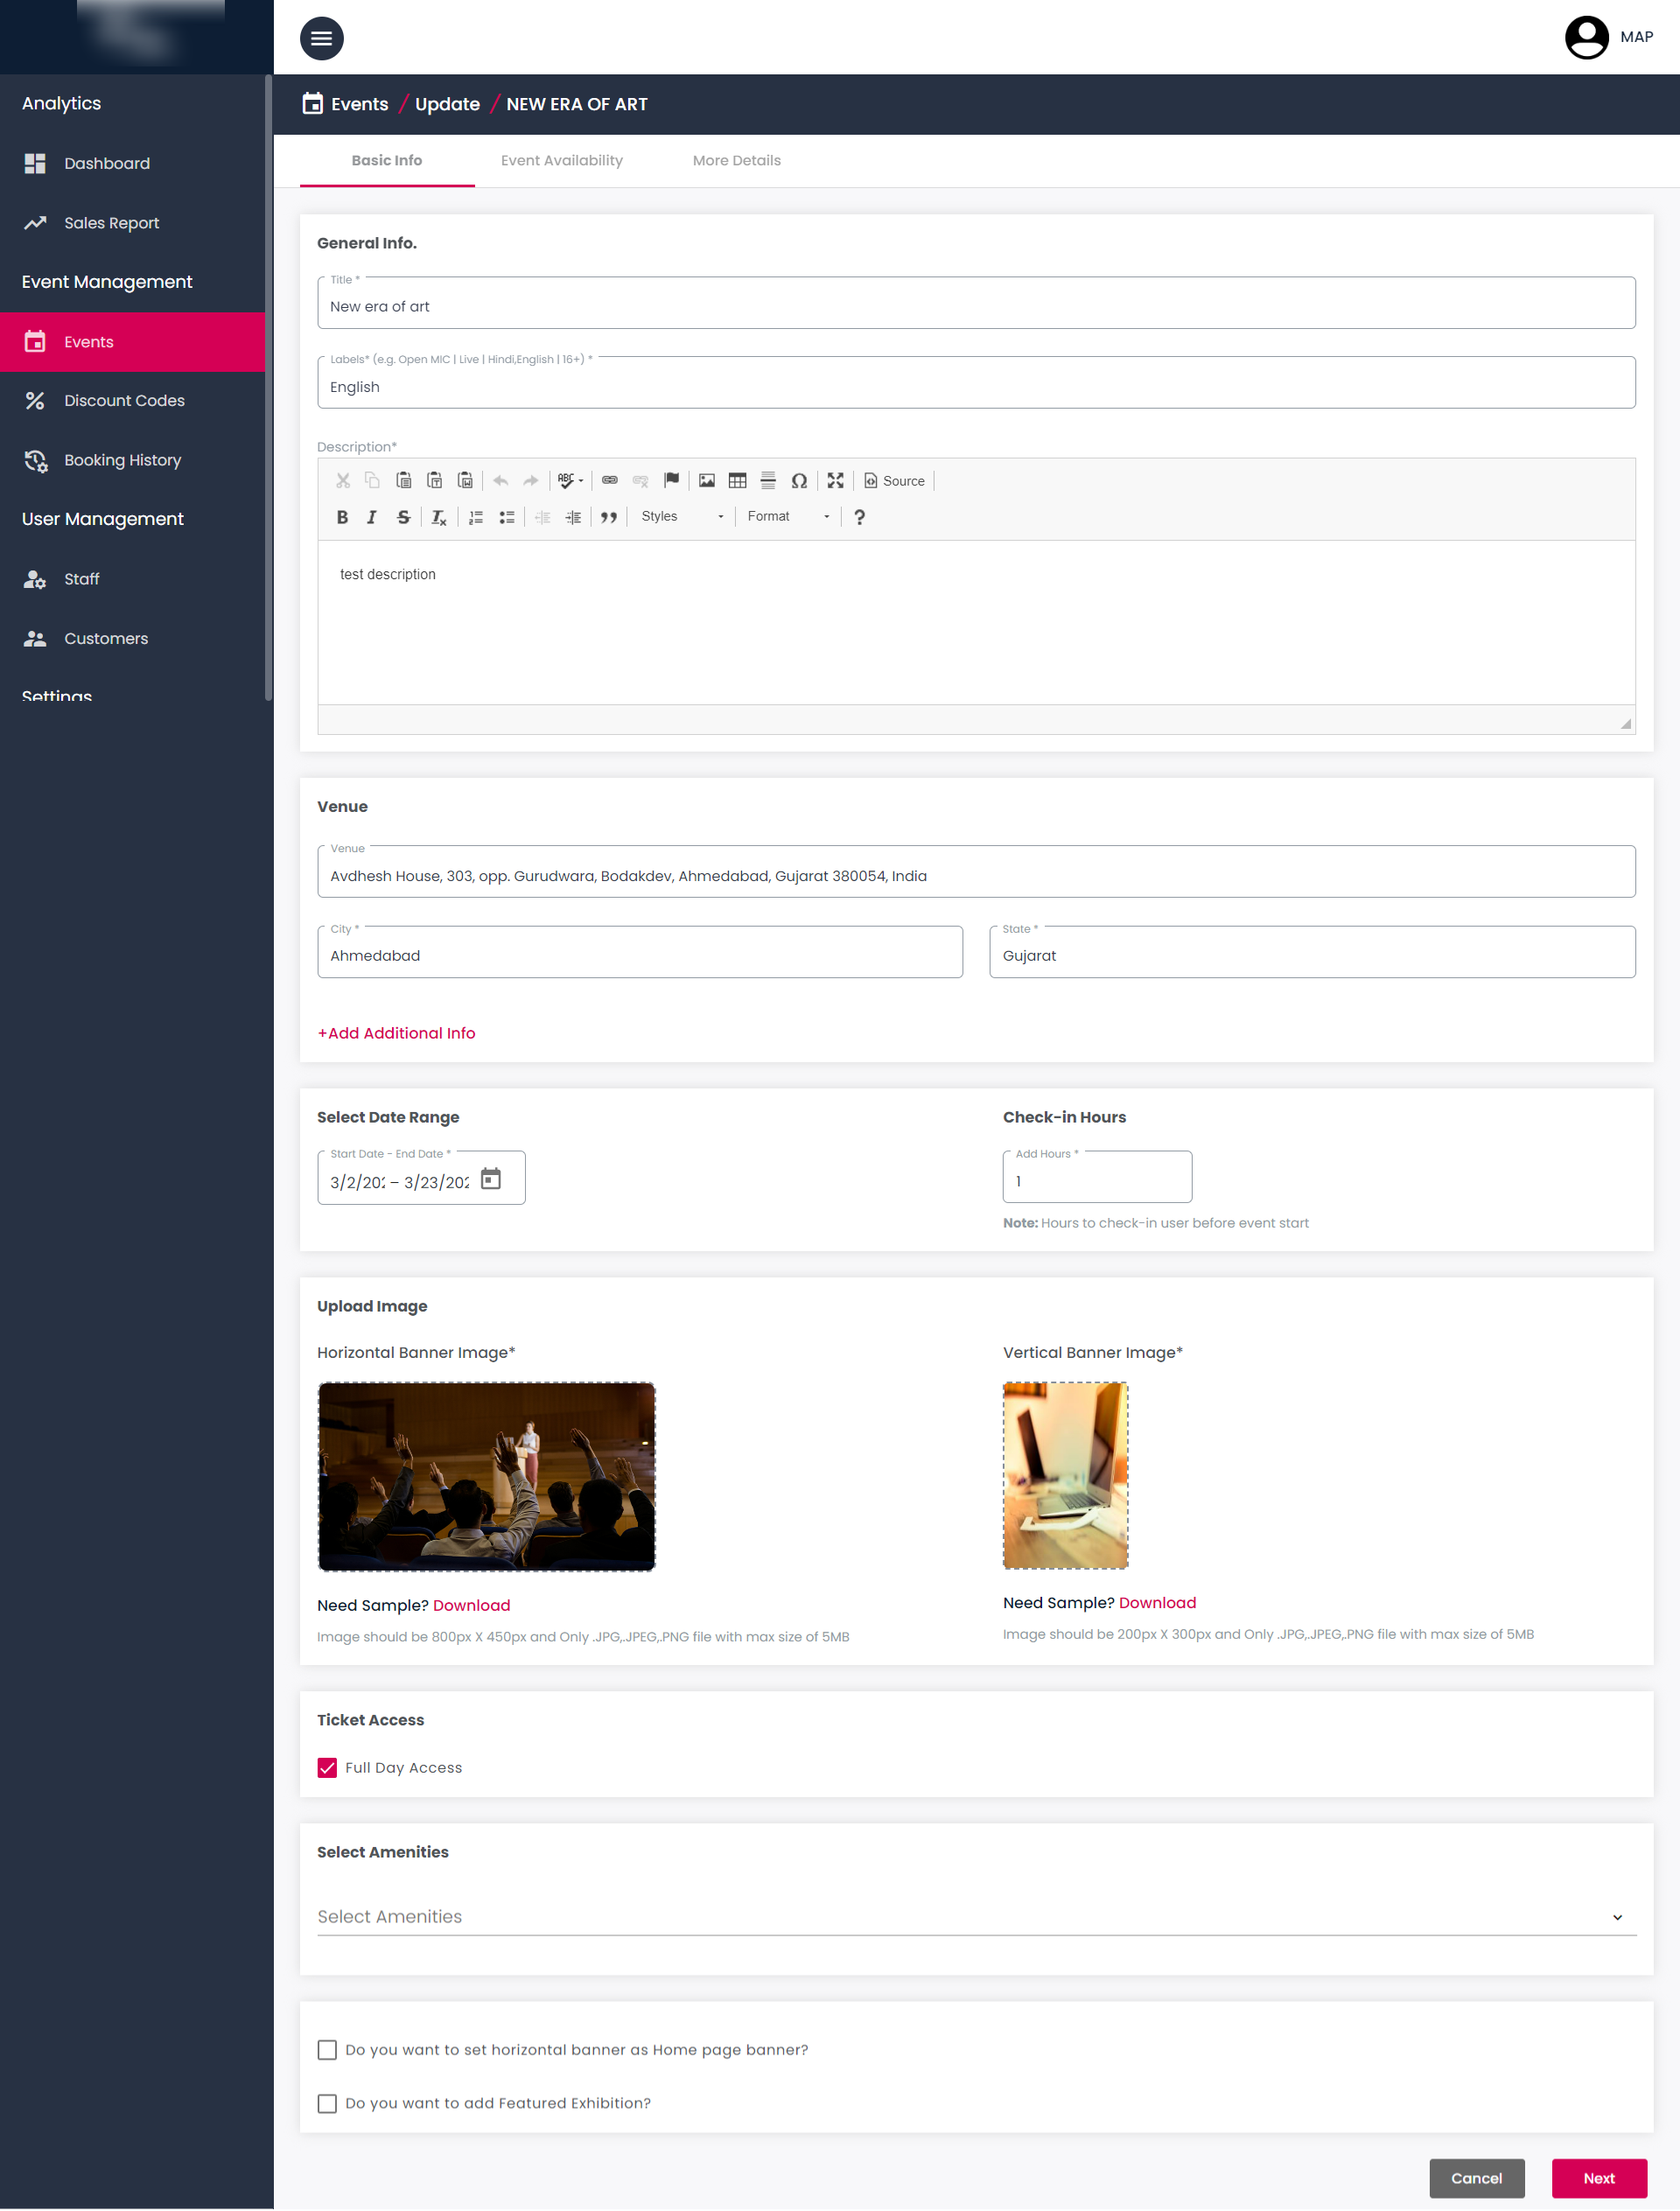 MAP
Analytics
Dashboard
Sales Report
Event Management
Events
Discount Codes
Booking History
User Management
Staff
Customers
Settings
Events / Update / NEW ERA OF ART
Basic Info Event Availability More Details
General Info.
Title *
New era of art
Labels* (e.g. Open MIC | Live | Hindi,English | 16+) *
English
Description*
ABC Source
B I S Tx Styles Format ?
test description
Venue
Venue
Avdhesh House, 303, opp. Gurudwara, Bodakdev, Ahmedabad, Gujarat 380054, India
City * State *
Ahmedabad Gujarat
+Add Additional Info
Select Date Range Check-in Hours
Start Date - End Date * Add Hours *
3/2/202 – 3/23/202 1
Note: Hours to check-in user before event start
Upload Image
Horizontal Banner Image* Vertical Banner Image*
Need Sample? Download Need Sample? Download
Image should be 800px X 450px and Only .JPG,.JPEG,.PNG file with max size of 5MB Image should be 200px X 300px and Only .JPG,.JPEG,.PNG file with max size of 5MB
Ticket Access
Full Day Access
Select Amenities
Select Amenities
Do you want to set horizontal banner as Home page banner?
Do you want to add Featured Exhibition?
Cancel Next